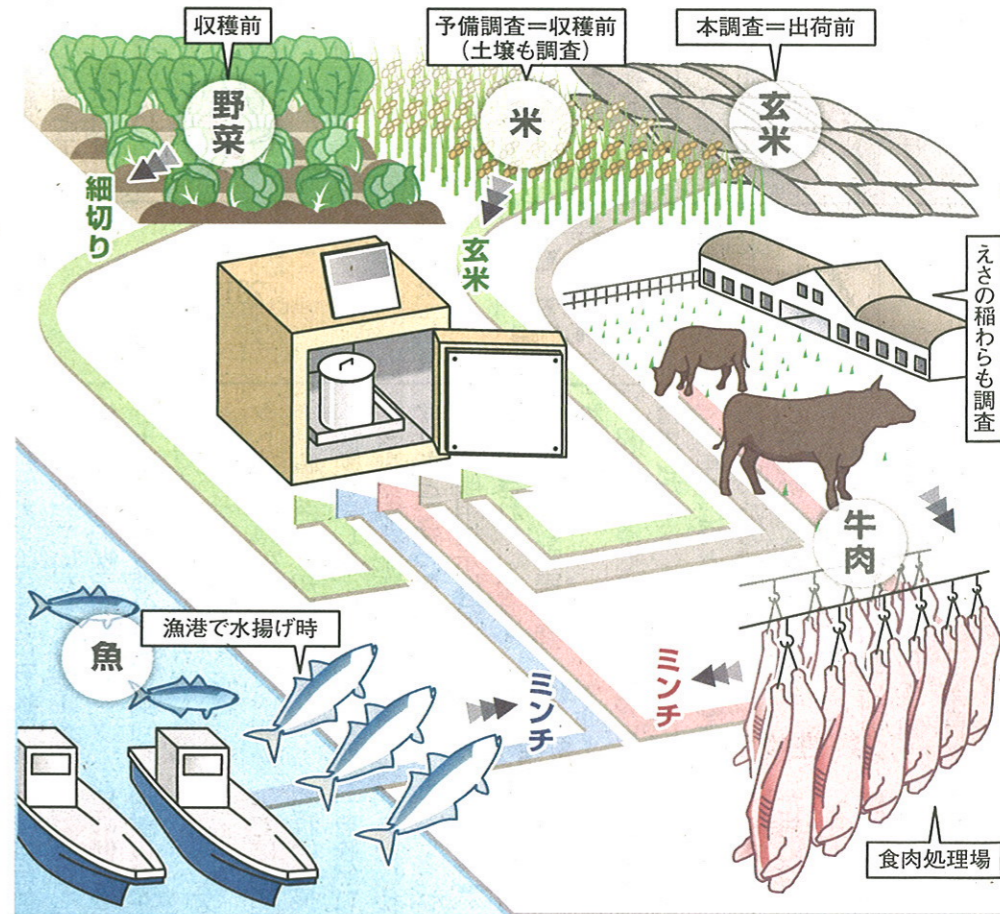 収穫前
野菜
細切り
予備調査=収穫前
(土壌も調査)
米
玄米
本調査=出荷前
玄米
えさの稲わらも調査
牛肉
魚
漁港で水揚げ時
ミンチ
ミンチ
食肉処理場